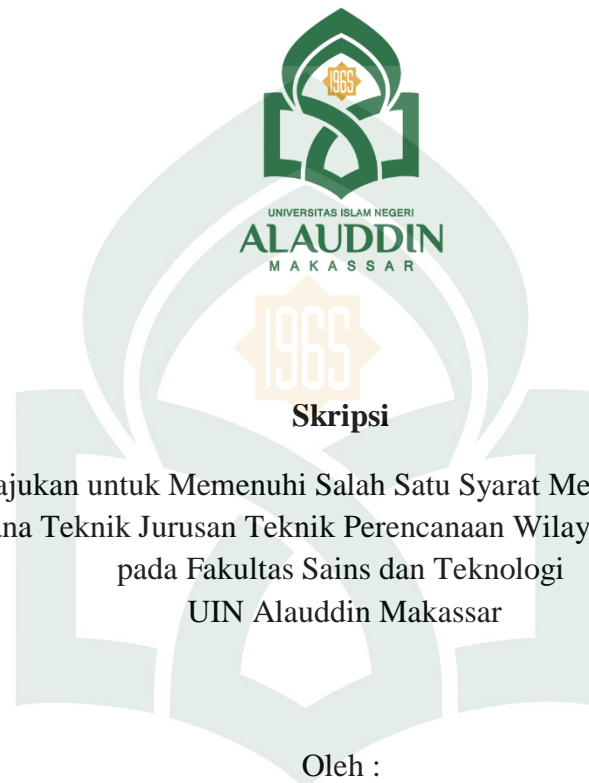 1965
UNIVERSITAS ISLAM NEGERI
ALAUDDIN
MAKASSAR
1965
Skripsi
ajukan untuk Memenuhi Salah Satu Syarat Me
na Teknik Jurusan Teknik Perencanaan Wilay
pada Fakultas Sains dan Teknologi
UIN Alauddin Makassar
Oleh :